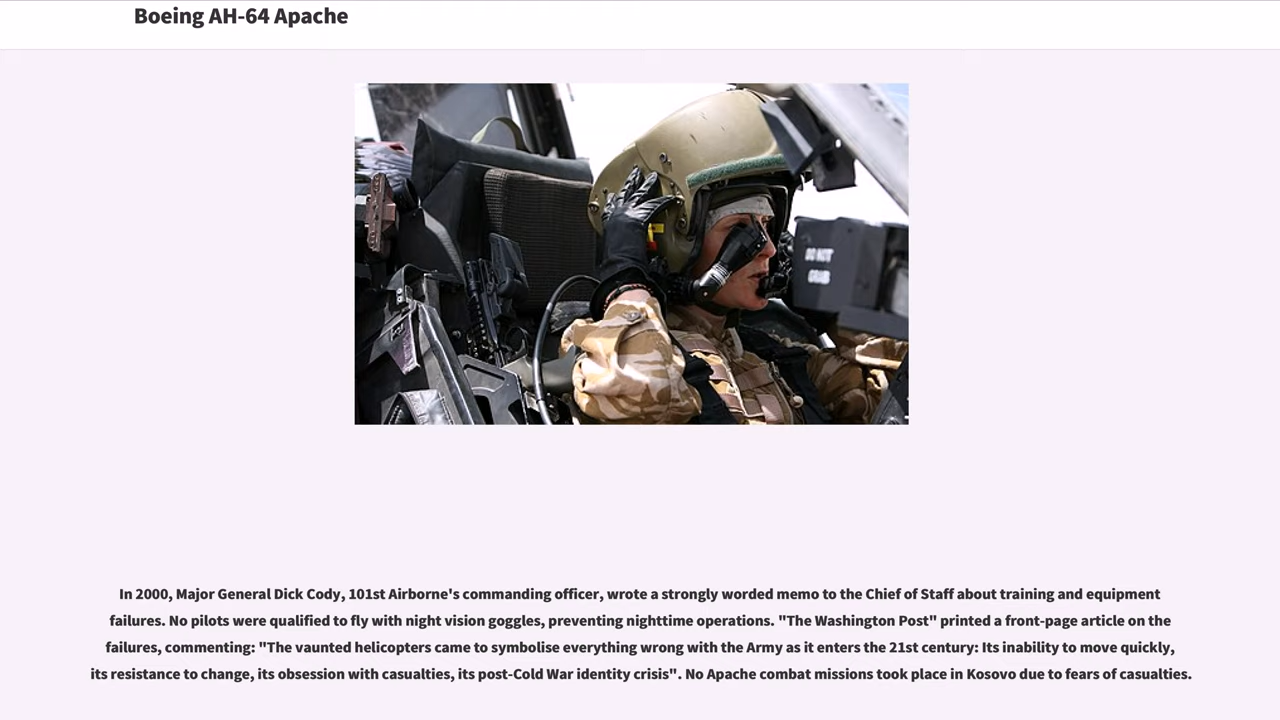 Boeing AH-64 Apache
DO NOT
GRAB
In 2000, Major General Dick Cody, 101st Airborne's commanding officer, wrote a strongly worded memo to the Chief of Staff about training and equipment
failures. No pilots were qualified to fly with night vision goggles, preventing nighttime operations. "The Washington Post" printed a front-page article on the
failures, commenting: "The vaunted helicopters came to symbolise everything wrong with the Army as it enters the 21st century: Its inability to move quickly,
its resistance to change, its obsession with casualties, its post-Cold War identity crisis". No Apache combat missions took place in Kosovo due to fears of casualties.